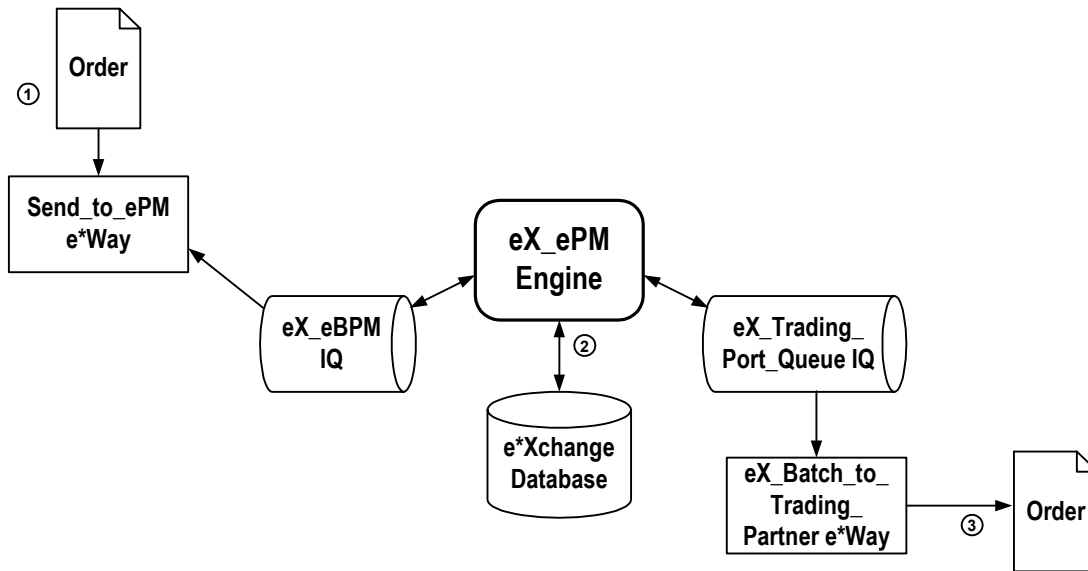 Order
①
Send_to_ePM
e*Way
eX_ePM
Engine
eX_eBPM
IQ
②
eX_Trading_
Port_Queue IQ
e*Xchange
Database
eX_Batch_to_
Trading_
Partner e*Way
③
Order